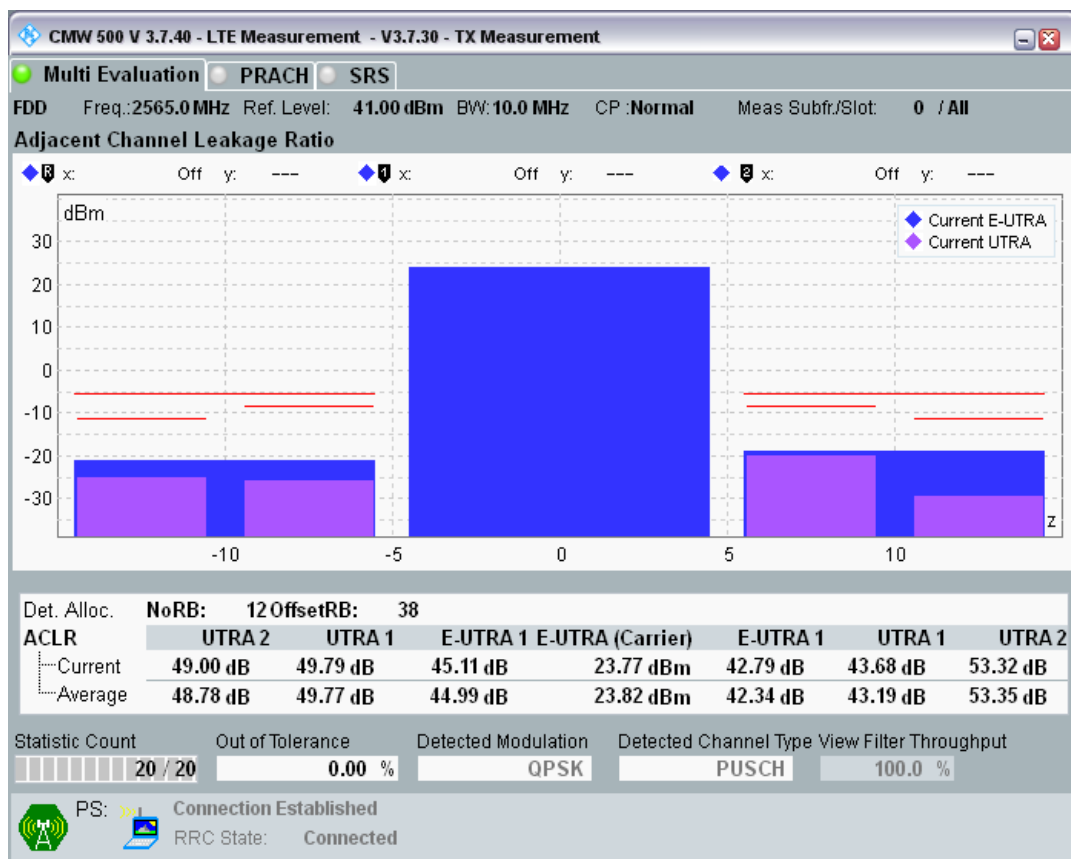 CMW 500 V 3.7.40 - LTE Measurement - V3.7.30 - TX Measurement
Multi Evaluation PRACH SRS
FDD Freq.:2565.0 MHz Ref. Level: 41.00 dBm BW:10.0 MHz CP :Normal Meas Subfr./Slot: 0 / All
Adjacent Channel Leakage Ratio
R x: Off y: --- 1 x: Off y: --- 2 x: Off y: ---
dBm
Current E-UTRA
Current UTRA
30
20
10
0
-10
-20
-30
z
-10 -5 0 5 10
Det. Alloc. NoRB: 12 OffsetRB: 38
ACLR UTRA 2 UTRA 1 E-UTRA 1 E-UTRA (Carrier) E-UTRA 1 UTRA 1 UTRA 2
Current 49.00 dB 49.79 dB 45.11 dB 23.77 dBm 42.79 dB 43.68 dB 53.32 dB
Average 48.78 dB 49.77 dB 44.99 dB 23.82 dBm 42.34 dB 43.19 dB 53.35 dB
Statistic Count Out of Tolerance Detected Modulation Detected Channel Type View Filter Throughput
20 / 20 0.00 % QPSK PUSCH 100.0 %
PS: Connection Established
RRC State: Connected